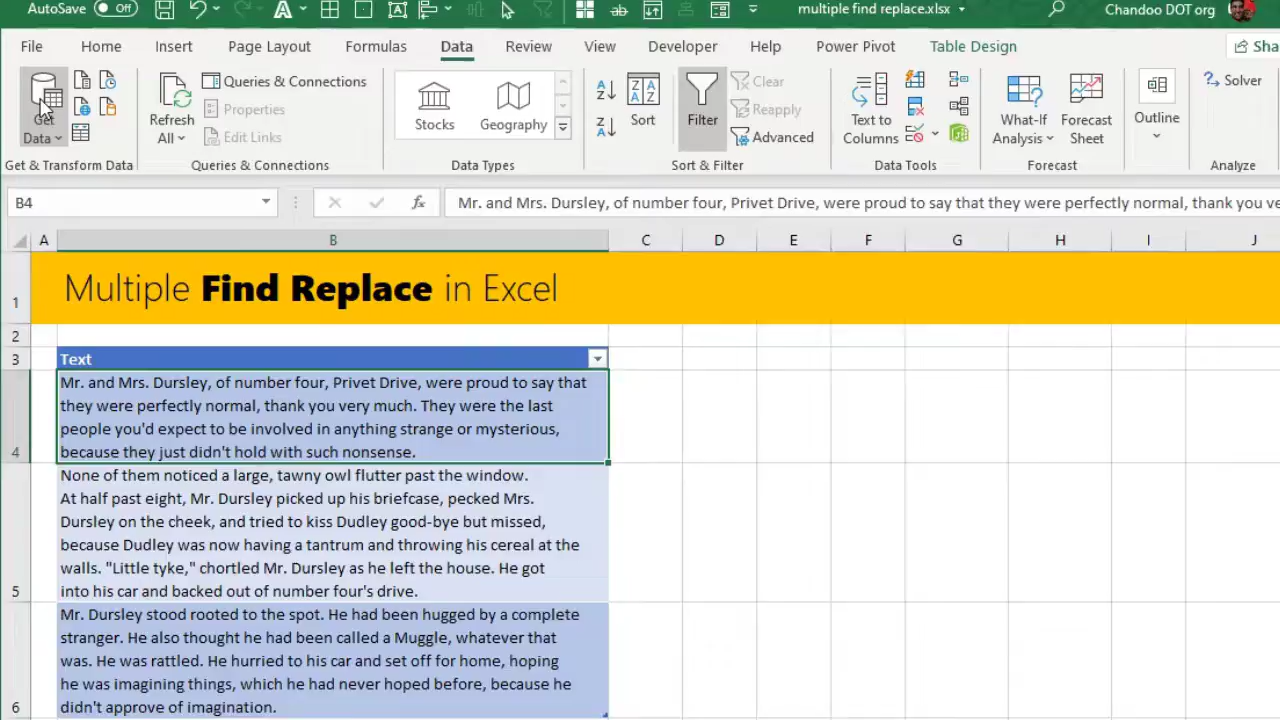 AutoSave Off multiple find replace.xlsx Chandoo DOT org
File Home Insert Page Layout Formulas Data Review View Developer Help Power Pivot Table Design Sha
Get Data
Refresh All
Queries & Connections
Properties
Edit Links
Stocks
Geography
Sort
Filter
Clear
Reapply
Advanced
Text to Columns
What-If Analysis
Forecast Sheet
Outline
Solver
Get & Transform Data Queries & Connections Data Types Sort & Filter Data Tools Forecast Analyze
B4 fx Mr. and Mrs. Dursley, of number four, Privet Drive, were proud to say that they were perfectly normal, thank you ve
A B C D E F G H I J
1 Multiple Find Replace in Excel
2
3 Text
Mr. and Mrs. Dursley, of number four, Privet Drive, were proud to say that
they were perfectly normal, thank you very much. They were the last
people you'd expect to be involved in anything strange or mysterious,
4 because they just didn't hold with such nonsense.
None of them noticed a large, tawny owl flutter past the window.
At half past eight, Mr. Dursley picked up his briefcase, pecked Mrs.
Dursley on the cheek, and tried to kiss Dudley good-bye but missed,
because Dudley was now having a tantrum and throwing his cereal at the
walls. "Little tyke," chortled Mr. Dursley as he left the house. He got
5 into his car and backed out of number four's drive.
Mr. Dursley stood rooted to the spot. He had been hugged by a complete
stranger. He also thought he had been called a Muggle, whatever that
was. He was rattled. He hurried to his car and set off for home, hoping
he was imagining things, which he had never hoped before, because he
6 didn't approve of imagination.